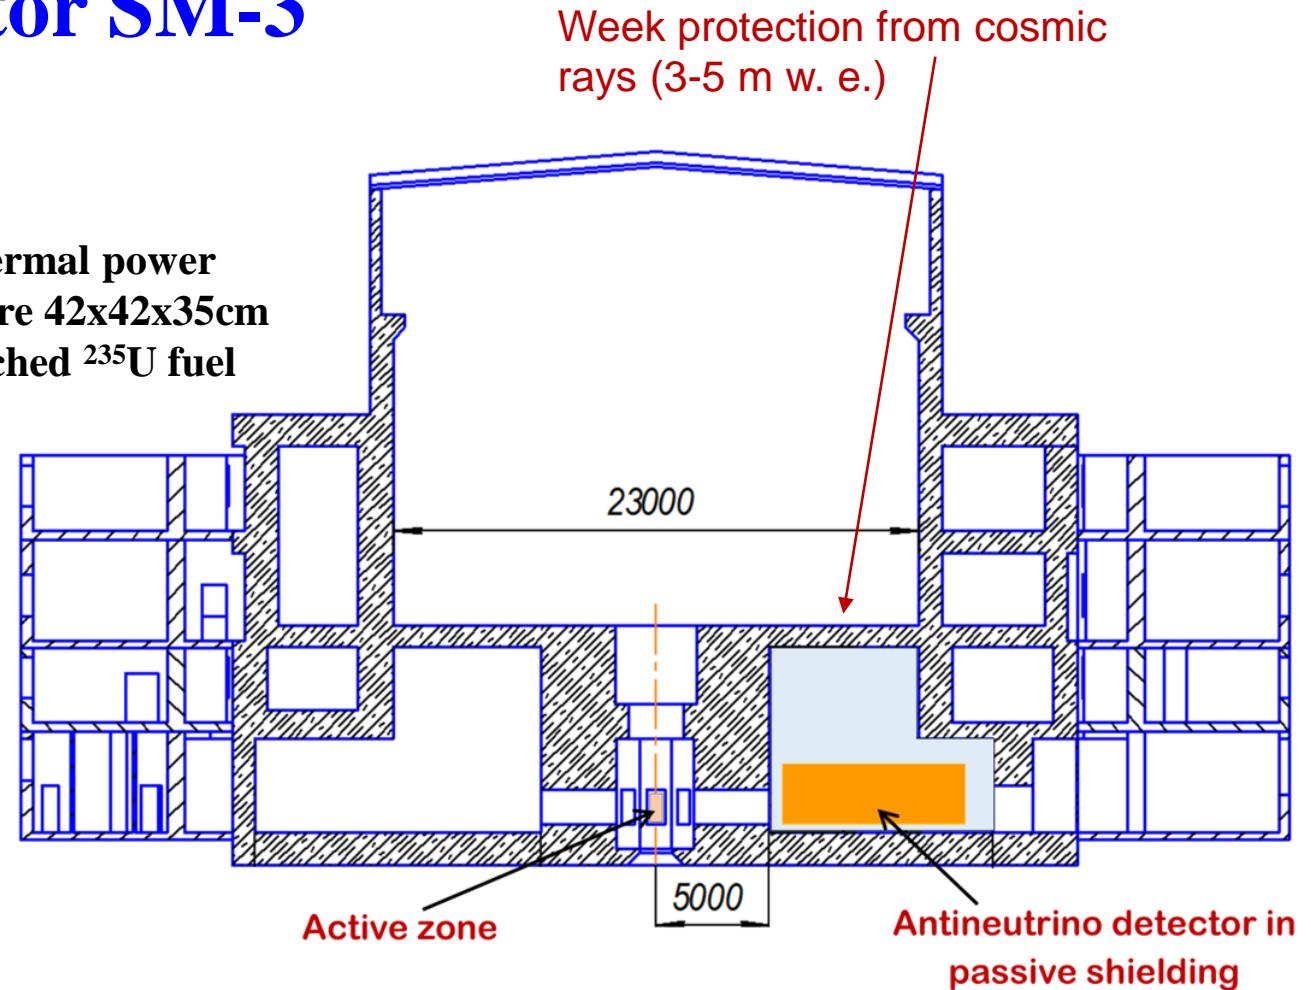 tor SM-3
Week protection from cosmic
rays (3-5 m w. e.)
ermal power
re 42x42x35cm
ched ²³⁵U fuel
23000
5000
Active zone
Antineutrino detector in
passive shielding